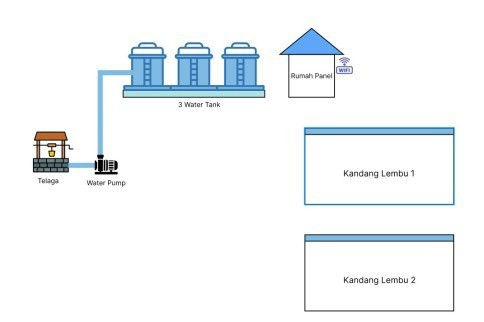 Rumah Panel
WiFi
3 Water Tank
Kandang Lembu 1
Telaga
Water Pump
Kandang Lembu 2